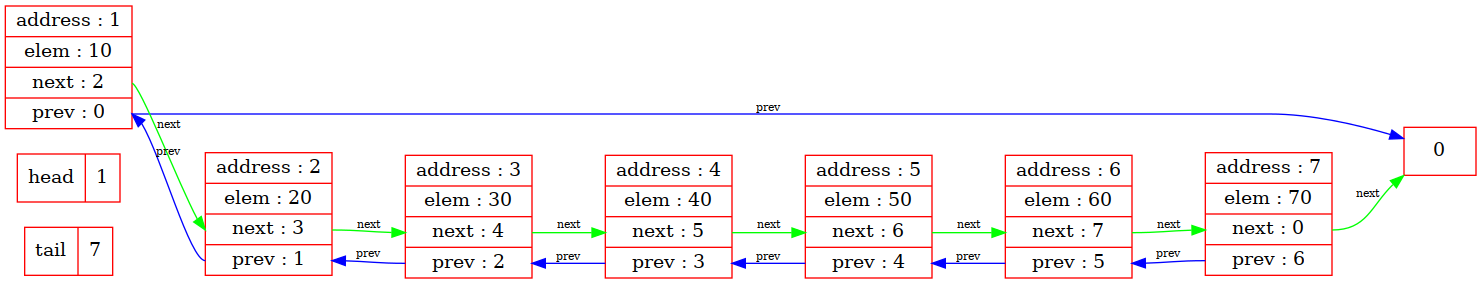 address : 1
elem : 10
next : 2
prev : 0
prev
next
prev
head 1
tail 7
address : 2
elem : 20
next : 3
prev : 1
next
prev
address : 3
elem : 30
next : 4
prev : 2
next
prev
address : 4
elem : 40
next : 5
prev : 3
next
prev
address : 5
elem : 50
next : 6
prev : 4
next
prev
address : 6
elem : 60
next : 7
prev : 5
next
prev
address : 7
elem : 70
next : 0
prev : 6
next
0